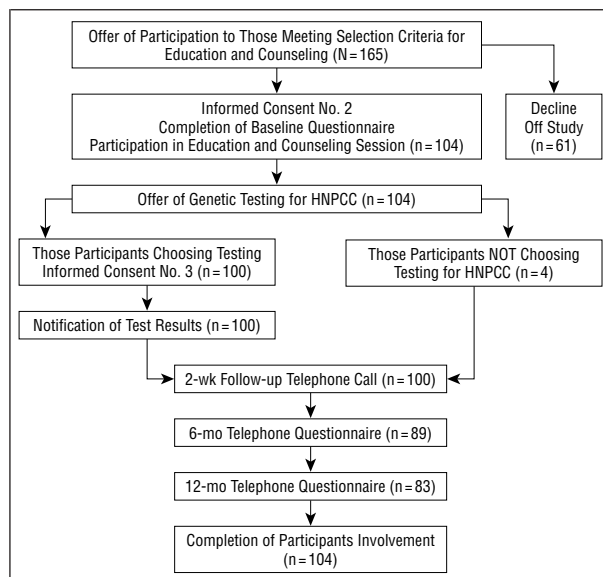 Offer of Participation to Those Meeting Selection Criteria for
Education and Counseling (N = 165)
Informed Consent No. 2
Completion of Baseline Questionnaire
Participation in Education and Counseling Session (n = 104)
Decline
Off Study
(n = 61)
Offer of Genetic Testing for HNPCC (n = 104)
Those Participants Choosing Testing
Informed Consent No. 3 (n = 100)
Those Participants NOT Choosing
Testing for HNPCC (n = 4)
Notification of Test Results (n = 100)
2-wk Follow-up Telephone Call (n = 100)
6-mo Telephone Questionnaire (n = 89)
12-mo Telephone Questionnaire (n = 83)
Completion of Participants Involvement
(n = 104)